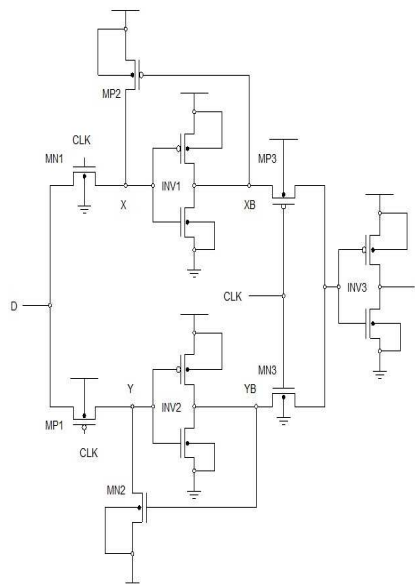 MP2
CLK
MN1
INV1
MP3
X
XB
CLK
INV3
D
Y
YB
MN3
INV2
MP1
CLK
MN2